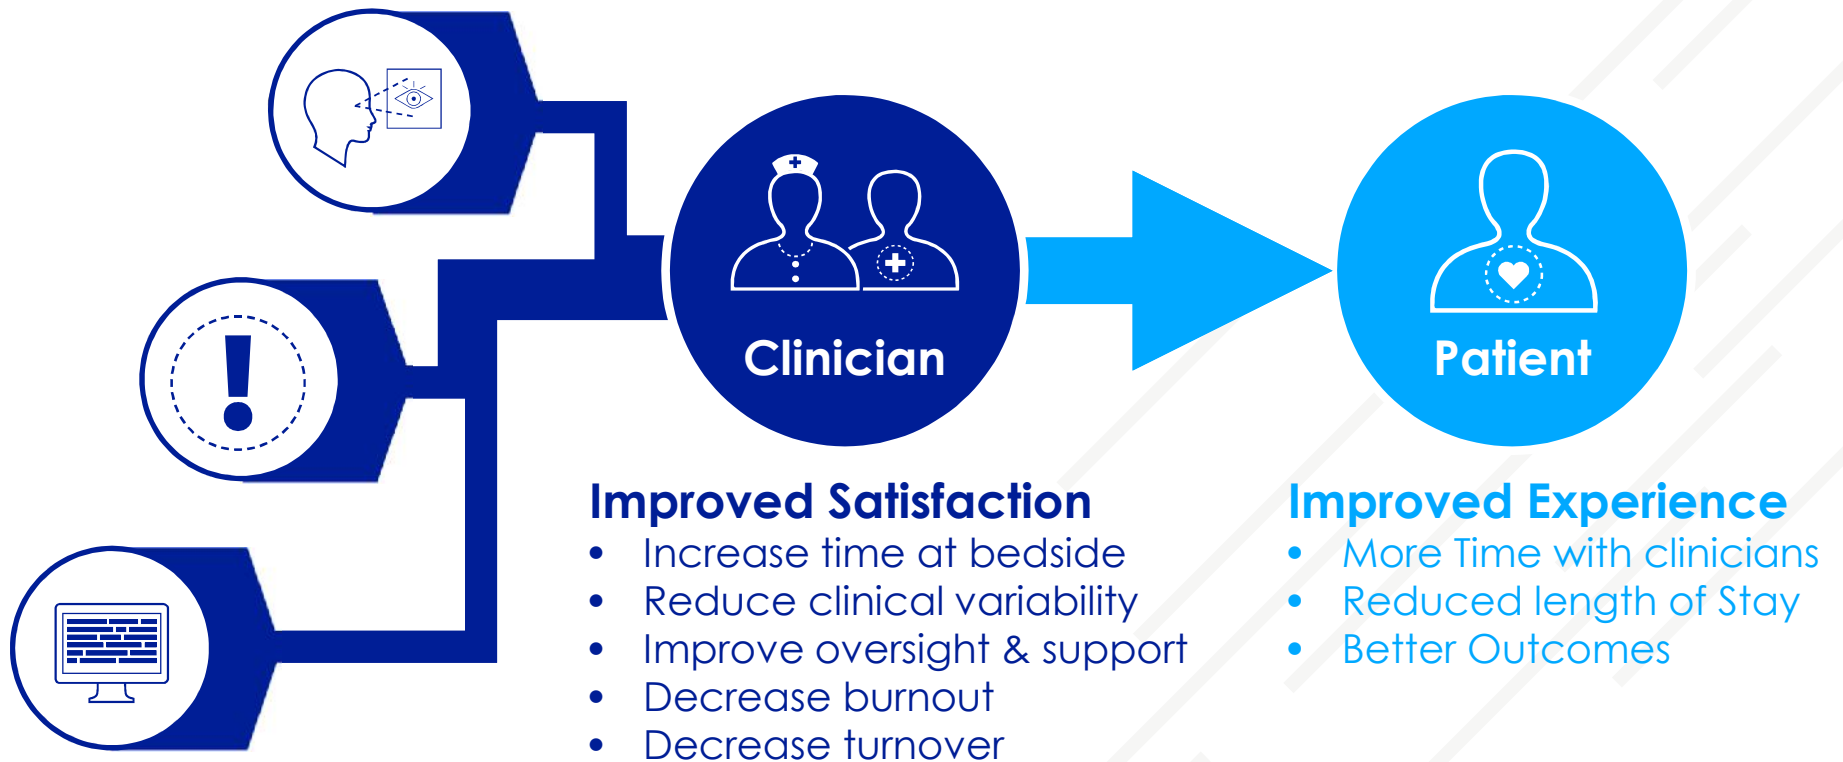 Clinician
Patient
Improved Satisfaction
• Increase time at bedside
• Reduce clinical variability
• Improve oversight & support
• Decrease burnout
• Decrease turnover
Improved Experience
• More Time with clinicians
• Reduced length of Stay
• Better Outcomes